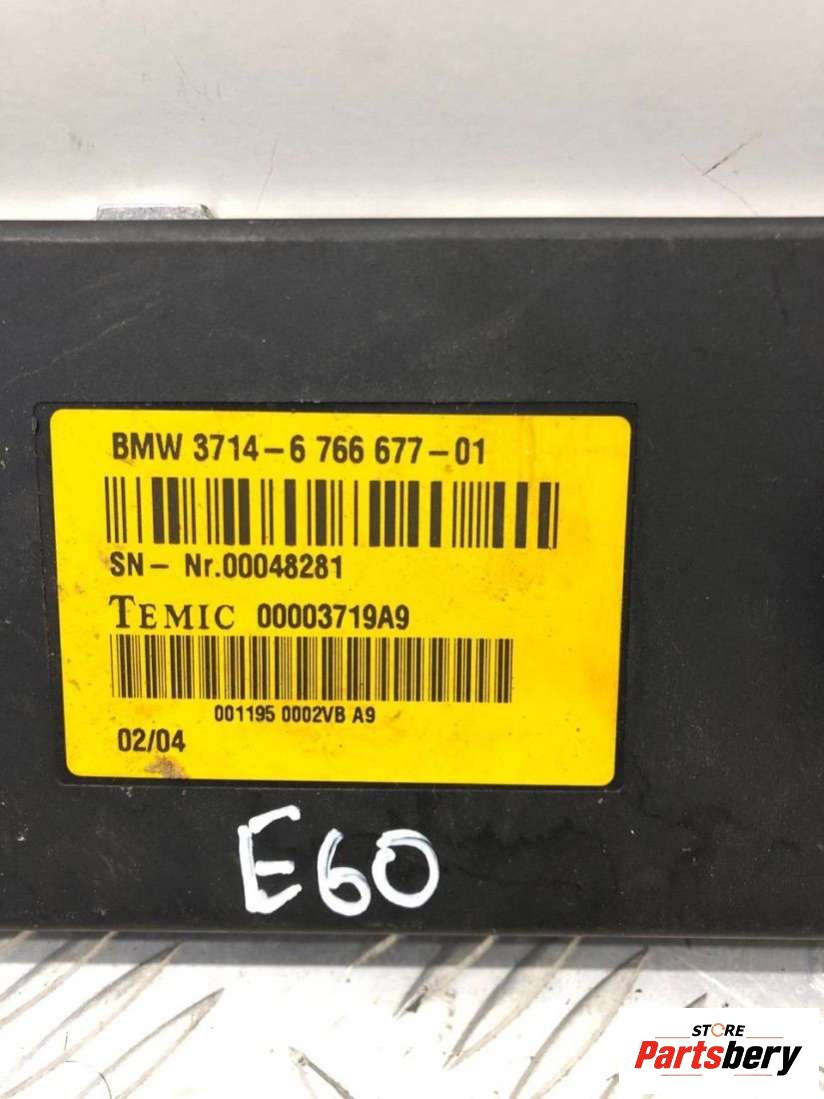 BMW 3714-6 766 677-01
SN- Nr.00048281
TEMIC 00003719A9
001195 0002VB A9
02/04
E60
STORE
Partsbery